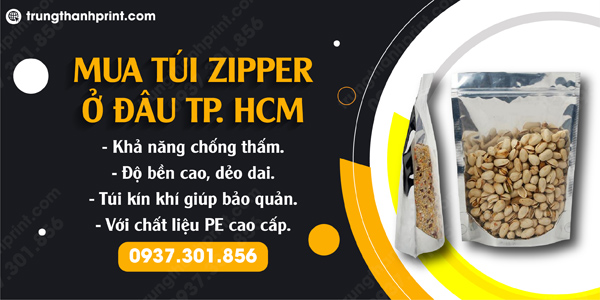 trungthanhprint.com
MUA TÚI ZIPPER
Ở ĐÂU TP. HCM
- Khả năng chống thấm.
- Độ bền cao, dẻo dai.
- Túi kín khí giúp bảo quản.
- Với chất liệu PE cao cấp.
0937.301.856